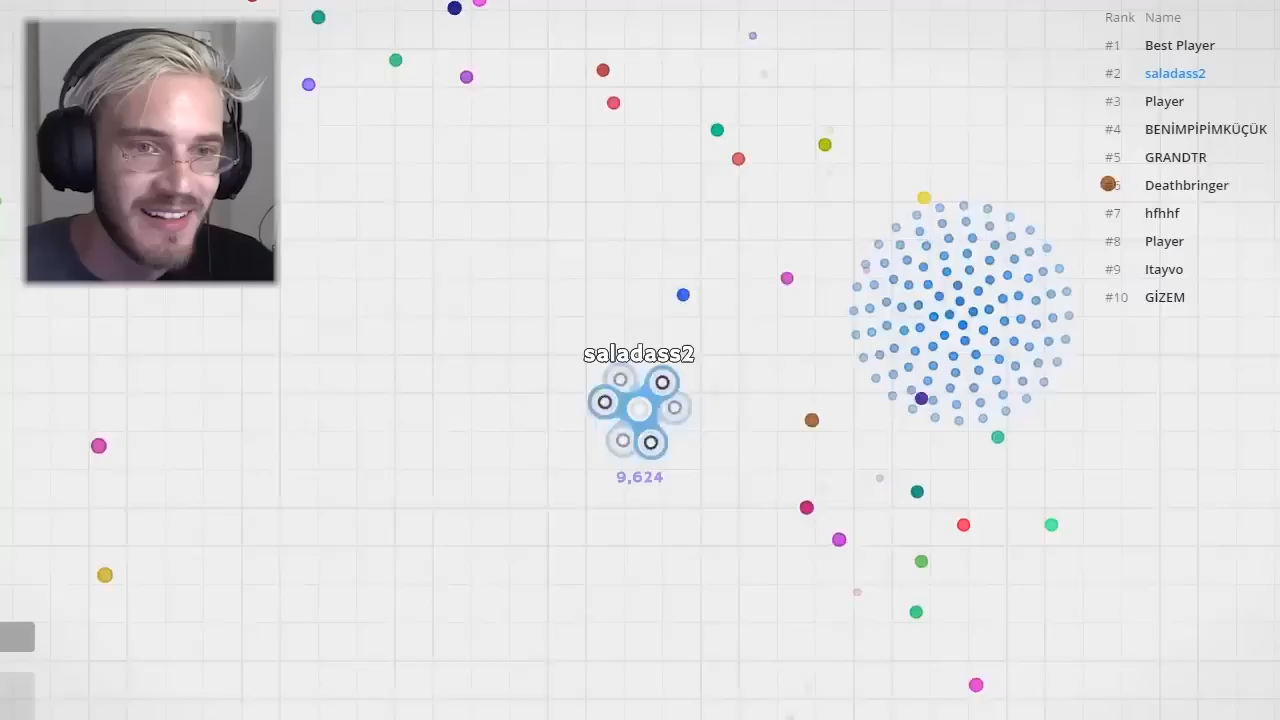 Rank Name
#1 Best Player
#2 saladass2
#3 Player
#4 BENİMPİPİMKÜÇÜK
#5 GRANDTR
#6 Deathbringer
#7 hfhhf
#8 Player
#9 Itayvo
#10 GİZEM
saladass2
9,624